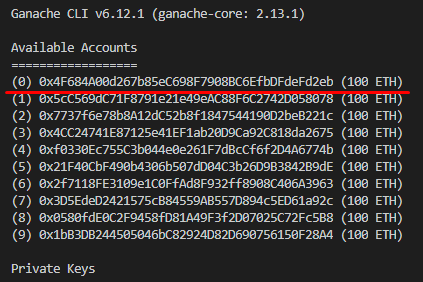 Ganache CLI v6.12.1 (ganache-core: 2.13.1)
Available Accounts
==================
(0) 0x4F684A00d267b85eC698F7908BC6EfbDFdeFd2eb (100 ETH)
(1) 0x5cC569dC71F8791e21e49eAC88F6C2742D058078 (100 ETH)
(2) 0x7737f6e78b8A12dC52b8f1847544190D2beB221c (100 ETH)
(3) 0x4CC24741E87125e41EF1ab20D9Ca92C818da2675 (100 ETH)
(4) 0xf0330Ec755C3b044e0e261F7dBcCf6f2D4A6774b (100 ETH)
(5) 0x21F40CbF490b4306b507dD04C3b26D9B3842B9dE (100 ETH)
(6) 0x2f7118FE3109e1C0FfAd8F932ff8908C406A3963 (100 ETH)
(7) 0x3D5EdeD2421575cB84559AB557D894c5ED61a92c (100 ETH)
(8) 0x0580fdE0C2F9458fD81A49F3f2D07025C72Fc5B8 (100 ETH)
(9) 0x1bB3DB244505046bC82924D82D690756150F28A4 (100 ETH)
Private Keys